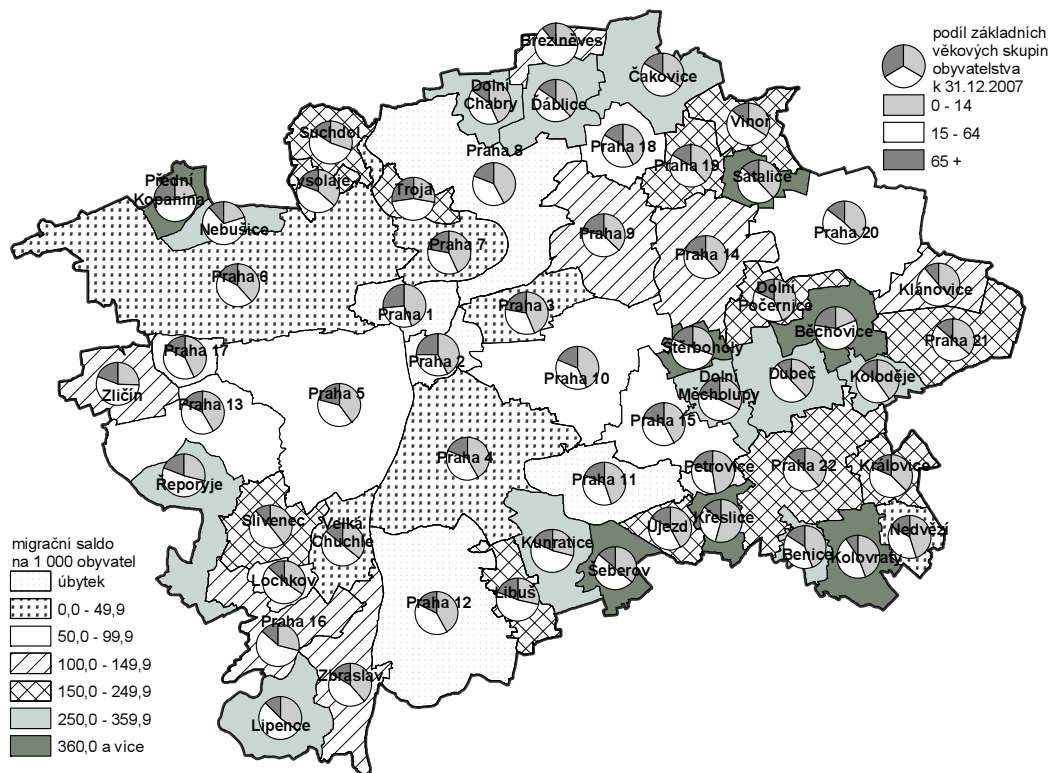 podíl základních
věkových skupin
obyvatelstva
k 31.12.2007
0 - 14
15 - 64
65 +
Březiněves
Čakovice
Dolní
Chabry
Ďáblice
Vinoř
Suchdol
Praha 18
Praha 8
Praha 19
Přední
Kopanina
Lysolaje
Troja
Satalice
Nebušice
Praha 9
Praha 20
Praha 7
Praha 14
Praha 6
Dolní
Počernice
Klánovice
Praha 1
Praha 3
Běchovice
Praha 21
Štěrboholy
Praha 17
Praha 2
Praha 10
Dolní
Měcholupy
Dubeč
Koloděje
Zličín
Praha 5
Praha 13
Praha 15
Praha 4
Petrovice
Praha 22
Královice
Řeporyje
Praha 11
Slivenec
Velká
Chuchle
Újezd
Křeslice
Nedvězí
Kunratice
Benice
Kolovraty
Šeberov
Lochkov
Libuš
Praha 12
Praha 16
Zbraslav
Lipence
migrační saldo
na 1 000 obyvatel
úbytek
0,0 - 49,9
50,0 - 99,9
100,0 - 149,9
150,0 - 249,9
250,0 - 359,9
360,0 a více